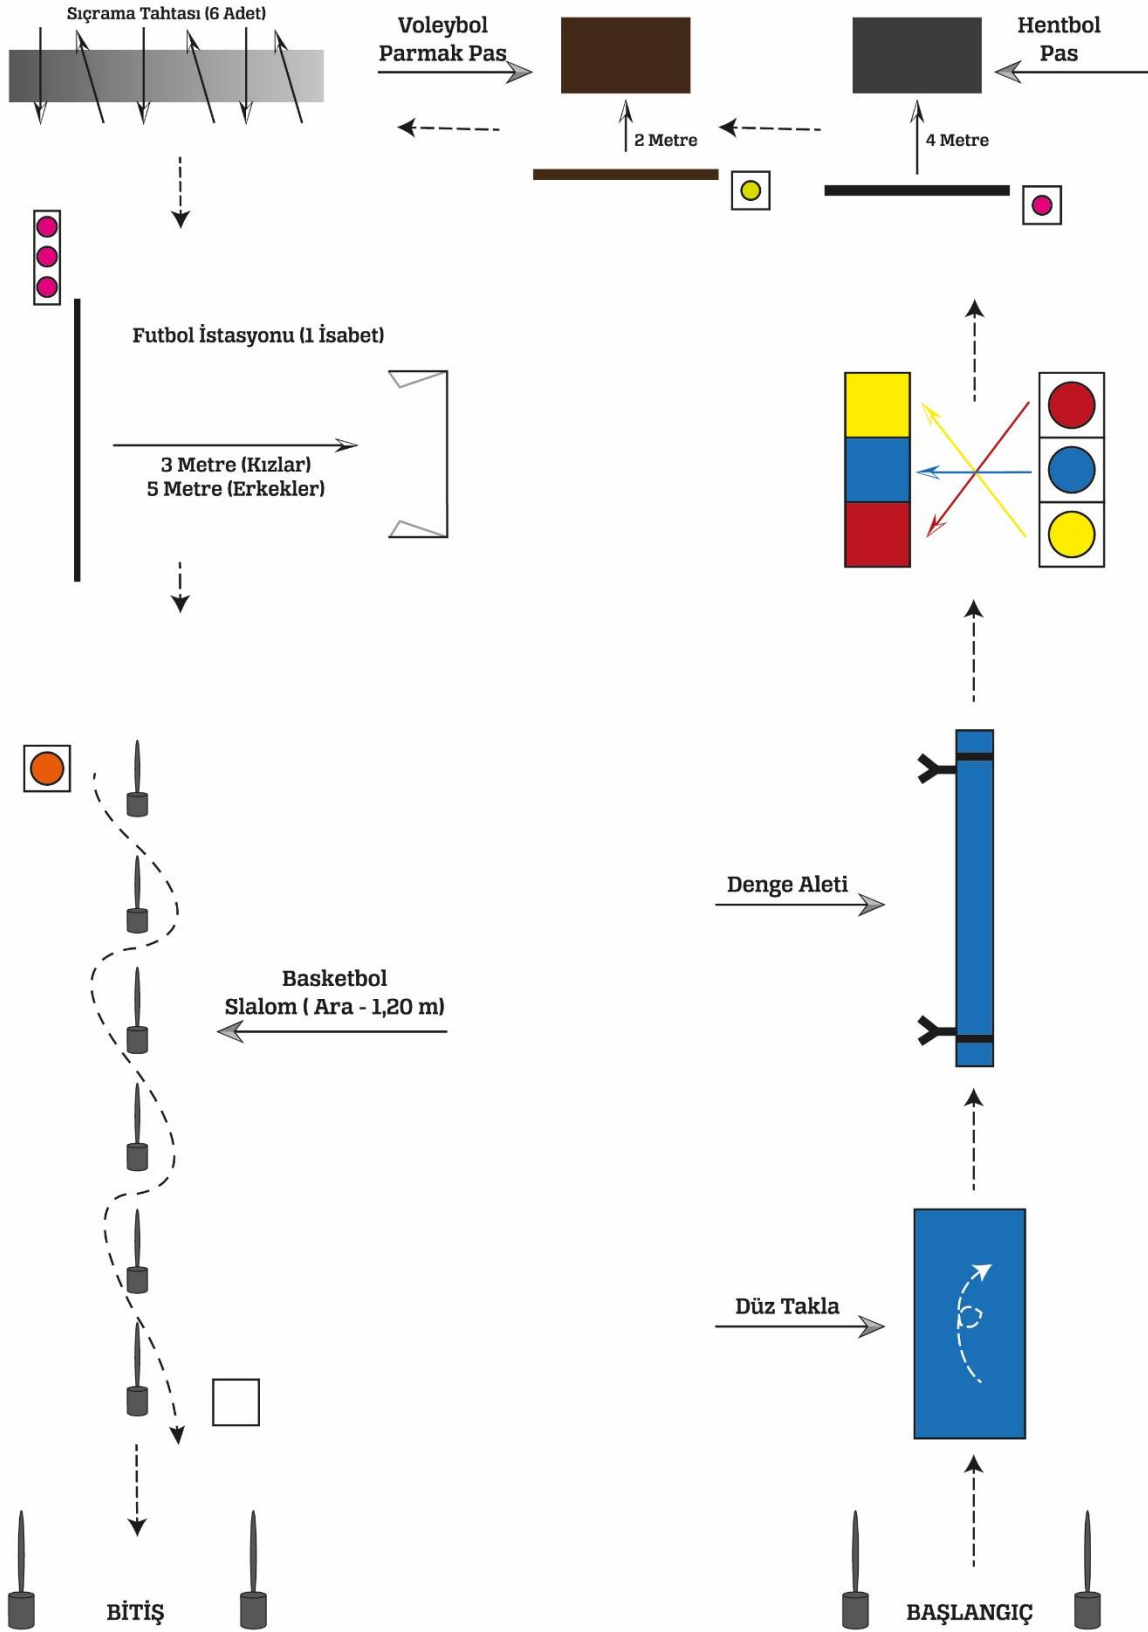 Sıçrama Tahtası (6 Adet)
Voleybol
Parmak Pas
Hentbol
Pas
2 Metre
4 Metre
Futbol İstasyonu (1 İsabet)
3 Metre (Kızlar)
5 Metre (Erkekler)
Denge Aleti
Basketbol
Slalom ( Ara - 1,20 m)
Düz Takla
BİTİŞ
BAŞLANGIÇ